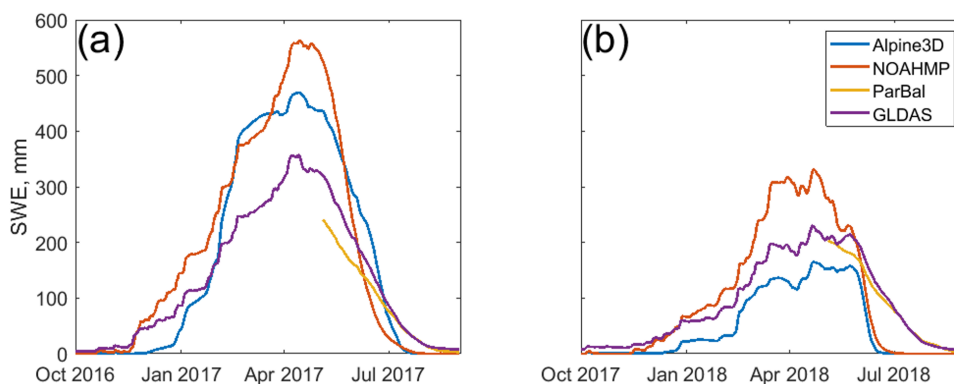 (a)
SWE, mm
600
500
400
300
200
100
0
Oct 2016 Jan 2017 Apr 2017 Jul 2017
(b)
Alpine3D
NOAHMP
ParBal
GLDAS
Oct 2017 Jan 2018 Apr 2018 Jul 2018